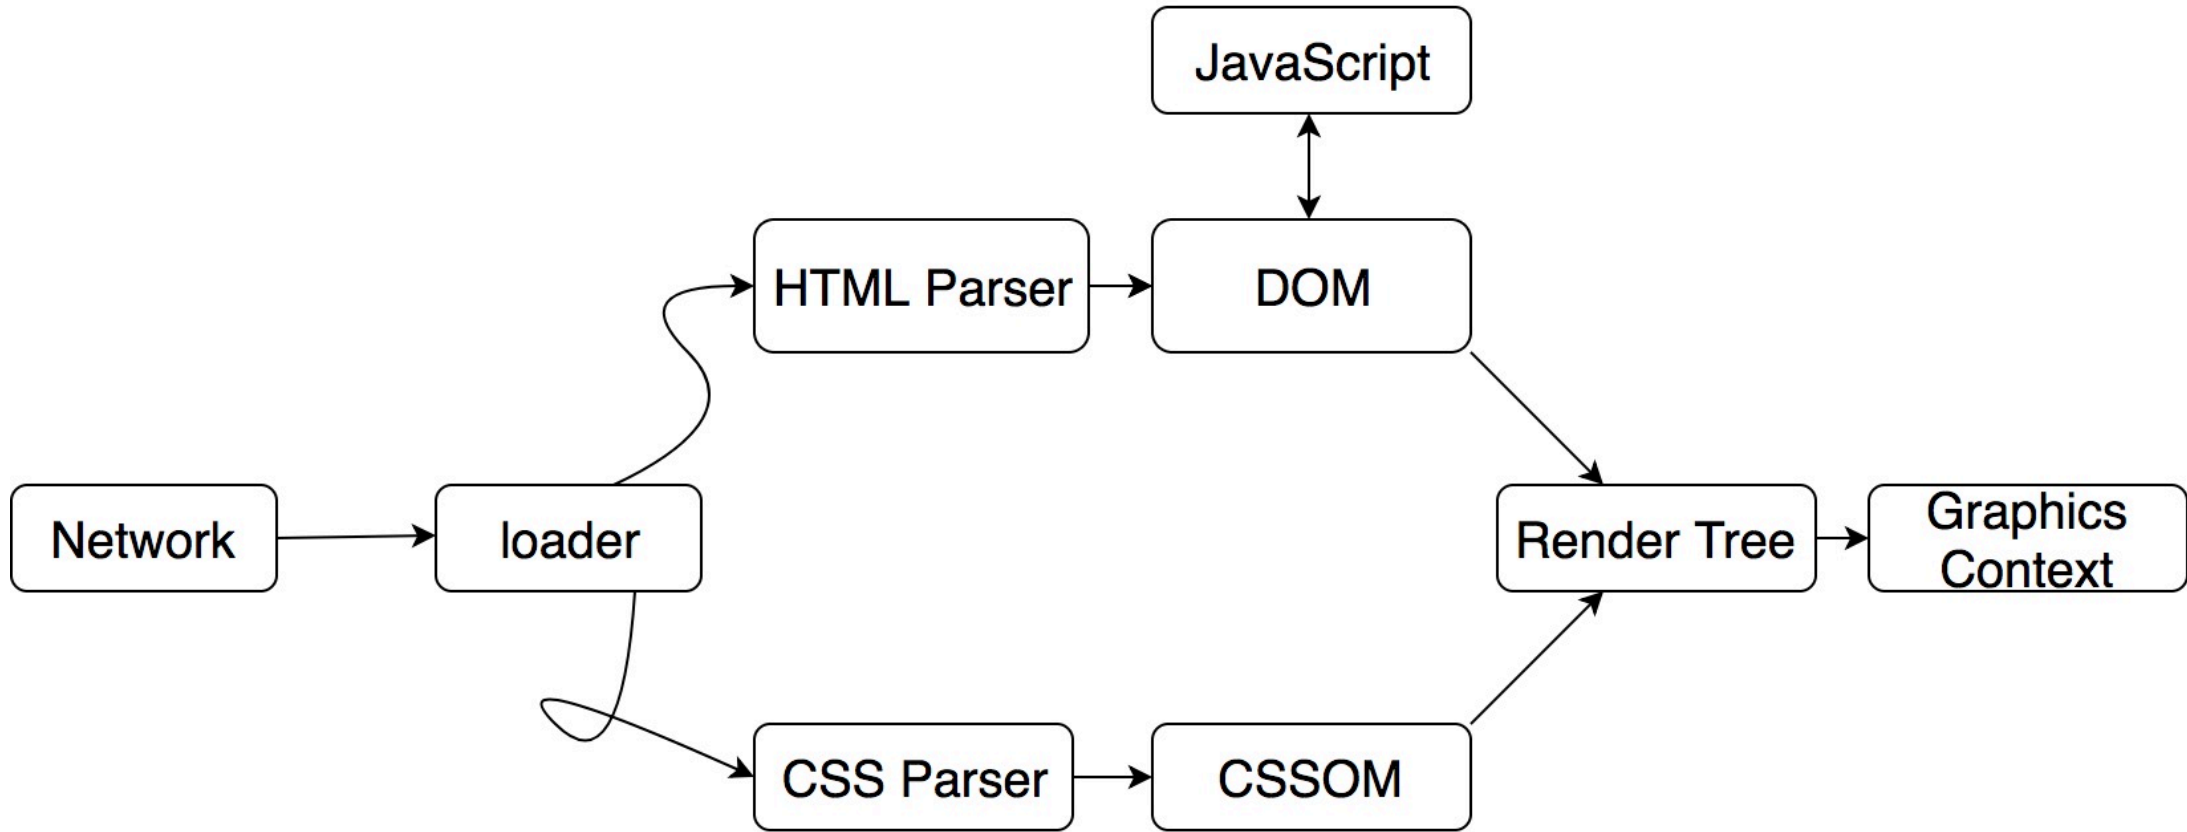 JavaScript
HTML Parser
DOM
Network
loader
Render Tree
Graphics
Context
CSS Parser
CSSOM